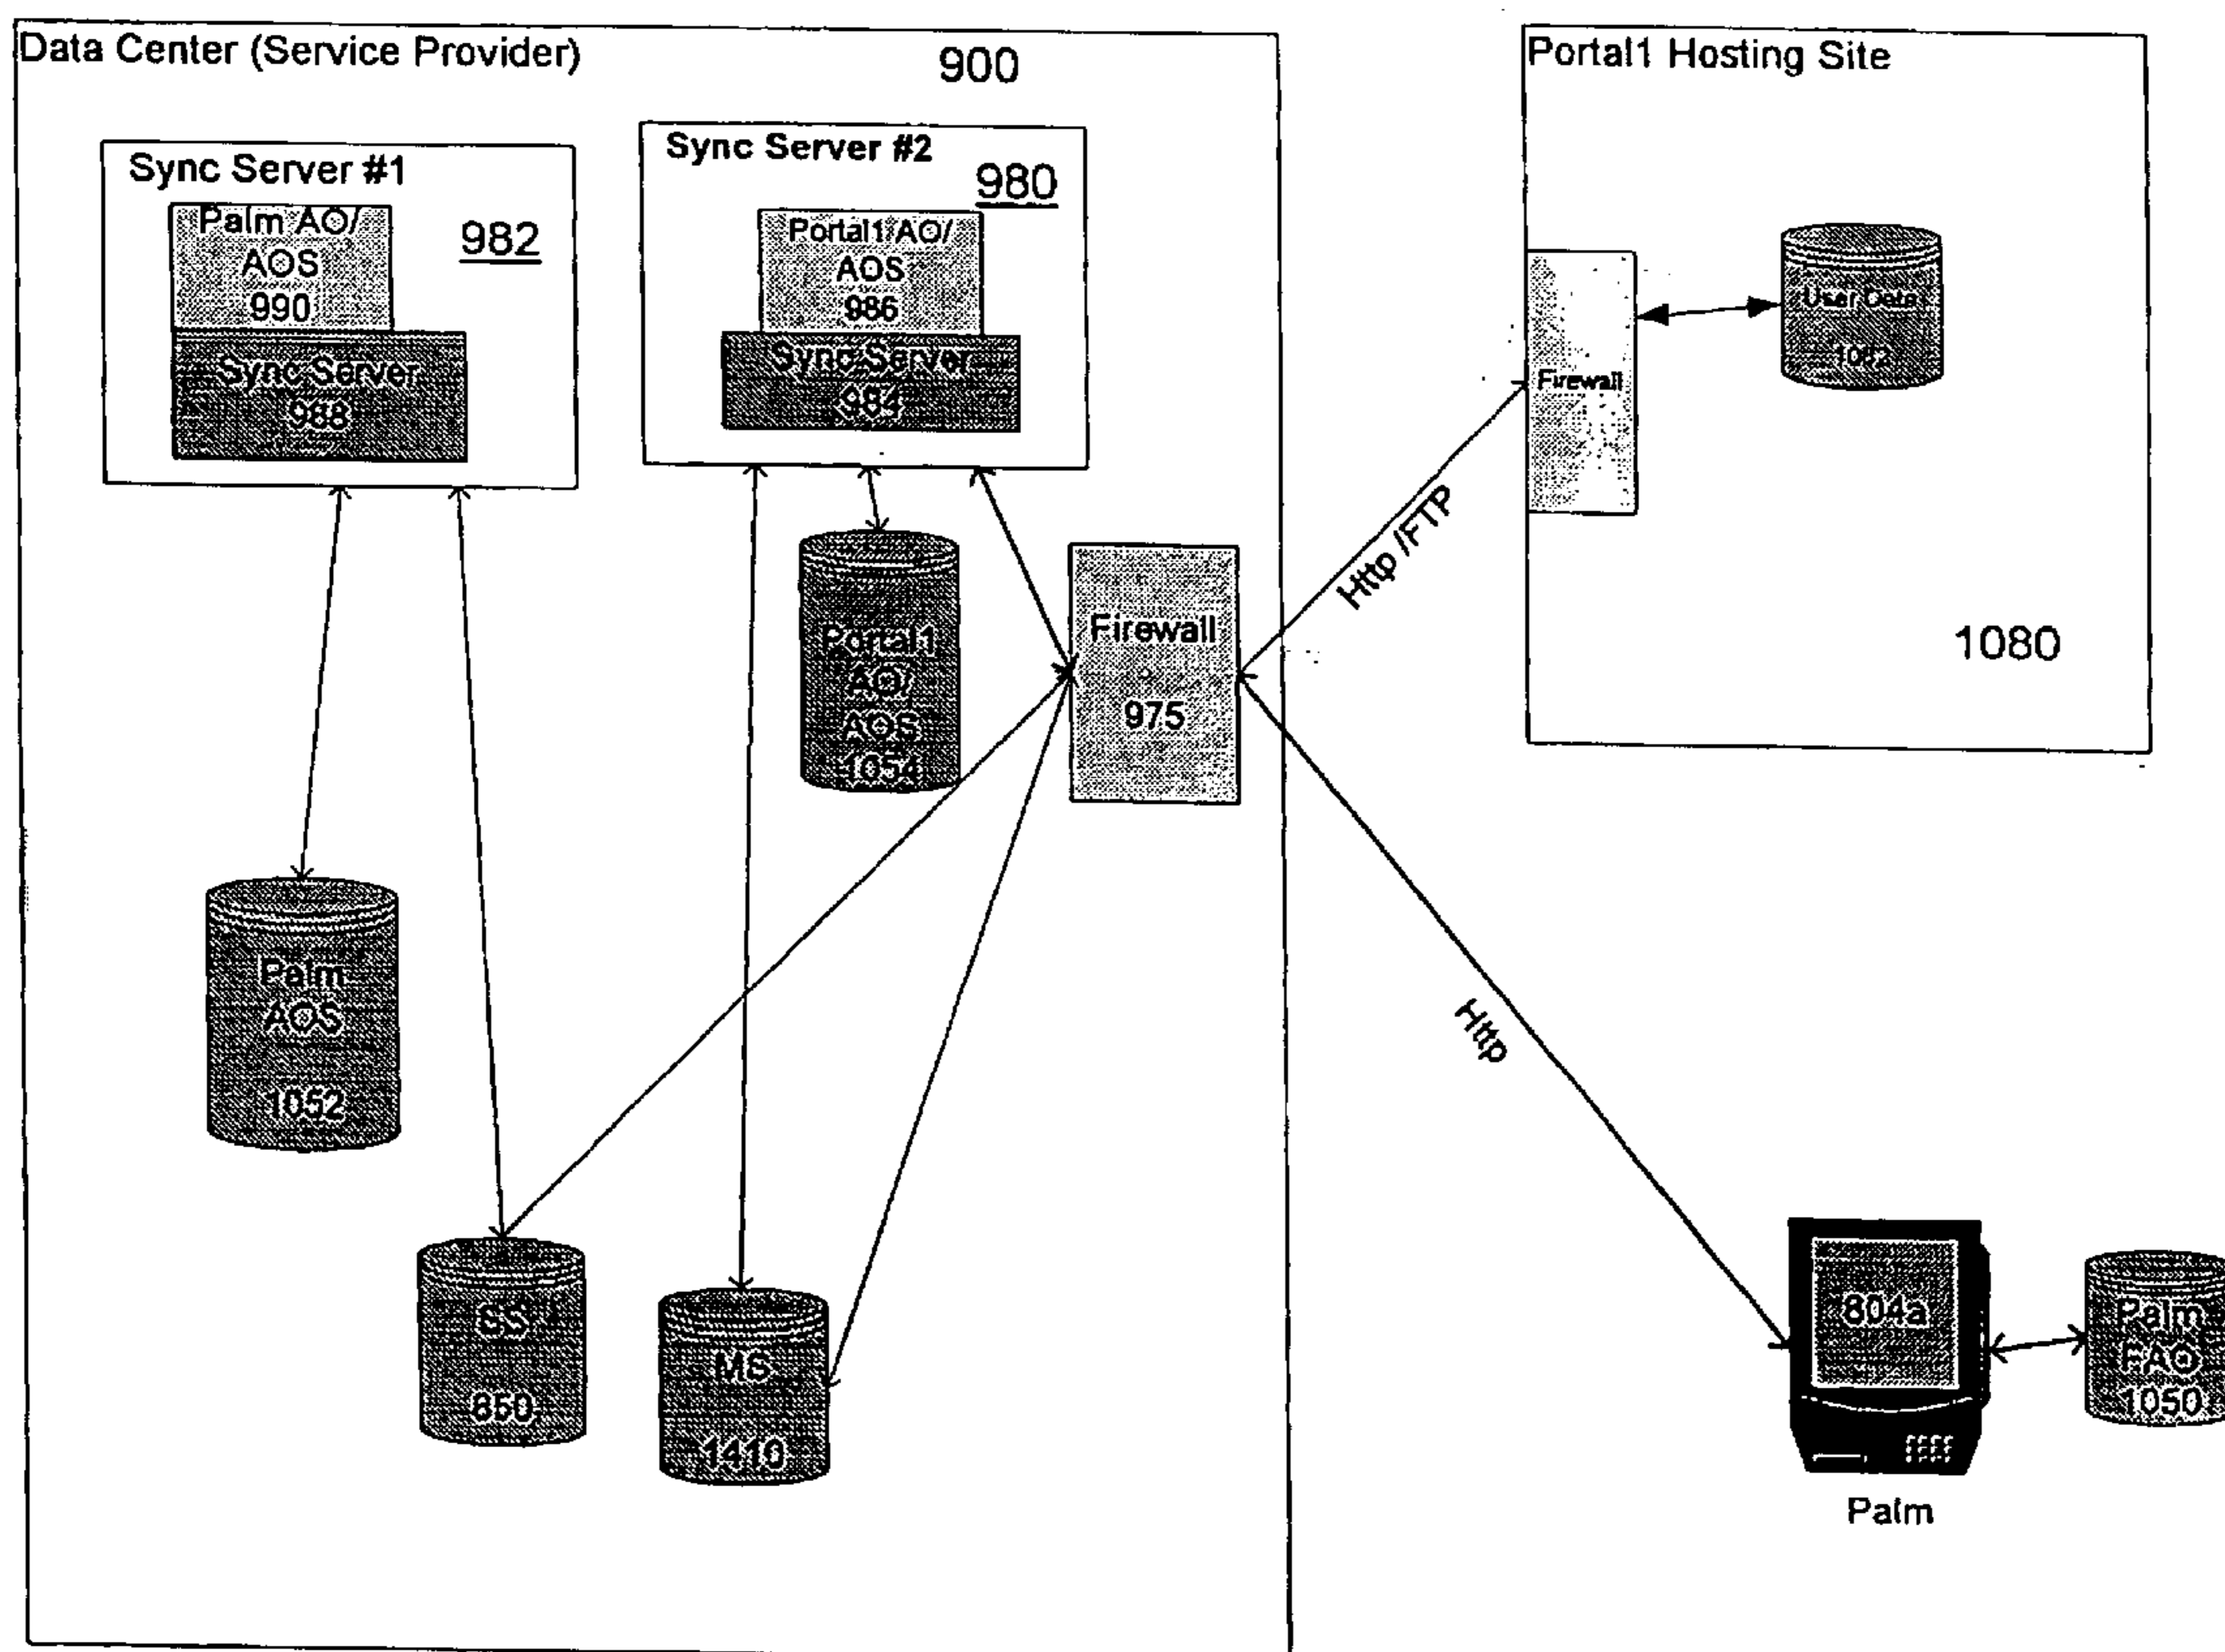 Data Center (Service Provider)
900
Sync Server #1
982
Palm AO/
AOS
990
Sync Server
988
Sync Server #2
980
Portal1 AO/
AOS
986
Sync Server
984
Portal1
AO/
AOS
1054
Firewall
975
Palm
AOS
1052
SS
850
MS
1410
Http /FTP
Http
Portal1 Hosting Site
Firewall
User Data
1080
804a
Palm
Palm
1050